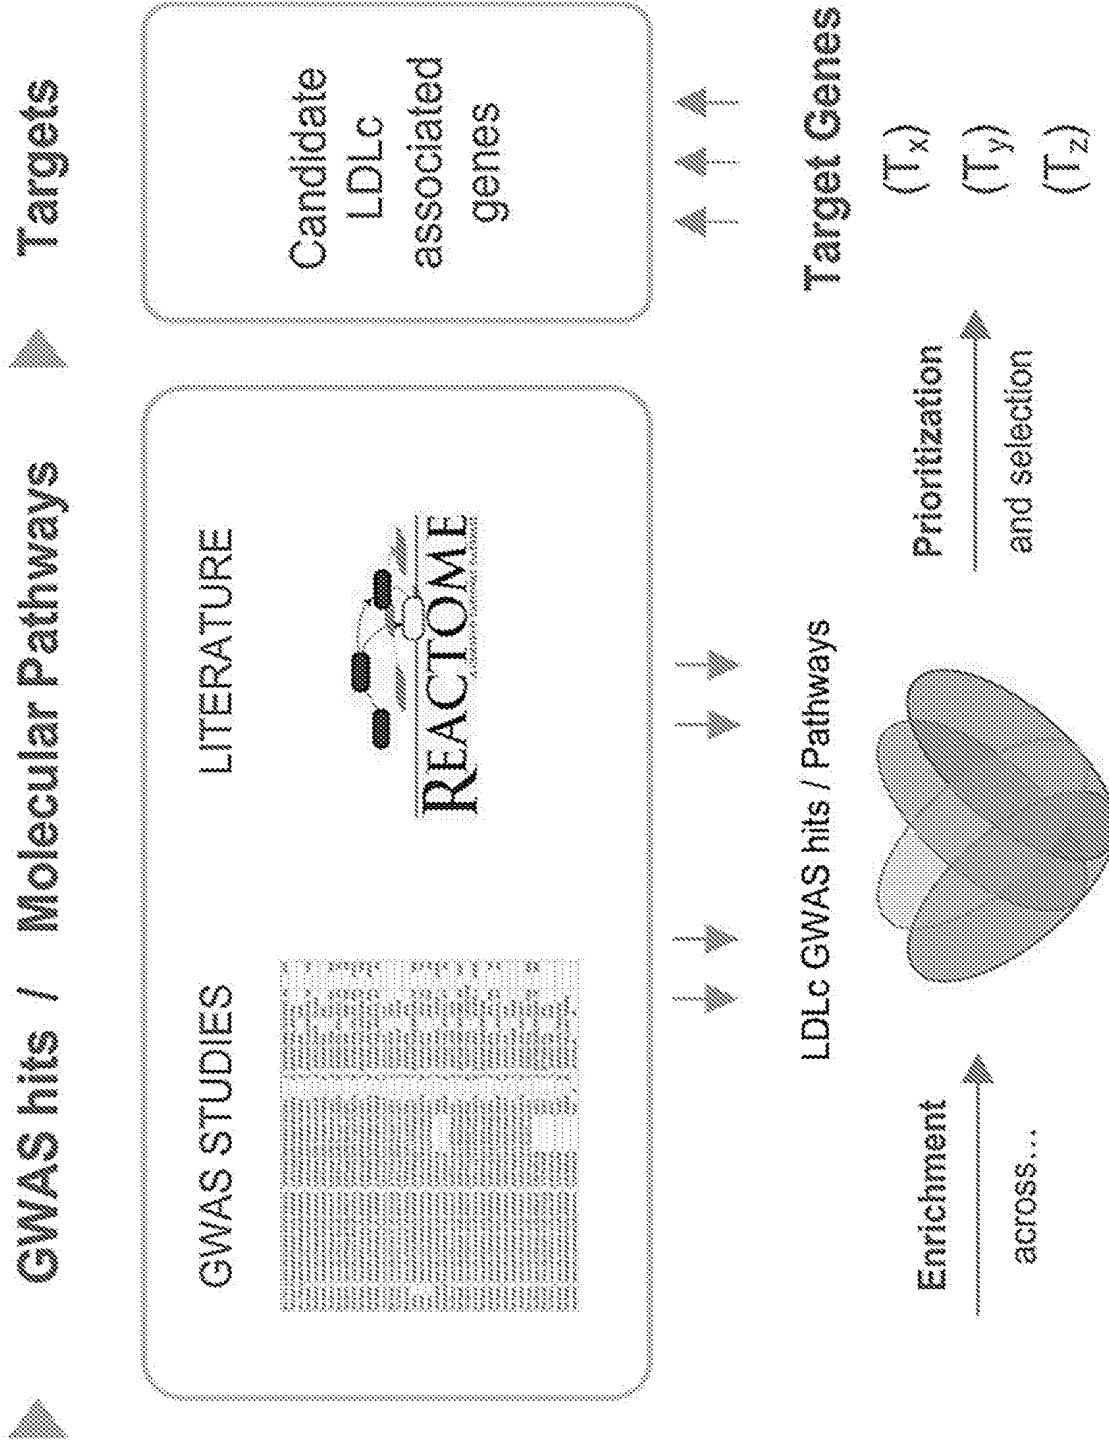 GWAS hits / Molecular Pathways
Targets
GWAS STUDIES
LITERATURE
REACTOME
Candidate
LDLc
associated
genes
Enrichment
across...
LDLc GWAS hits / Pathways
Prioritization
and selection
Target Genes
(Tx)
(Ty)
(Tz)